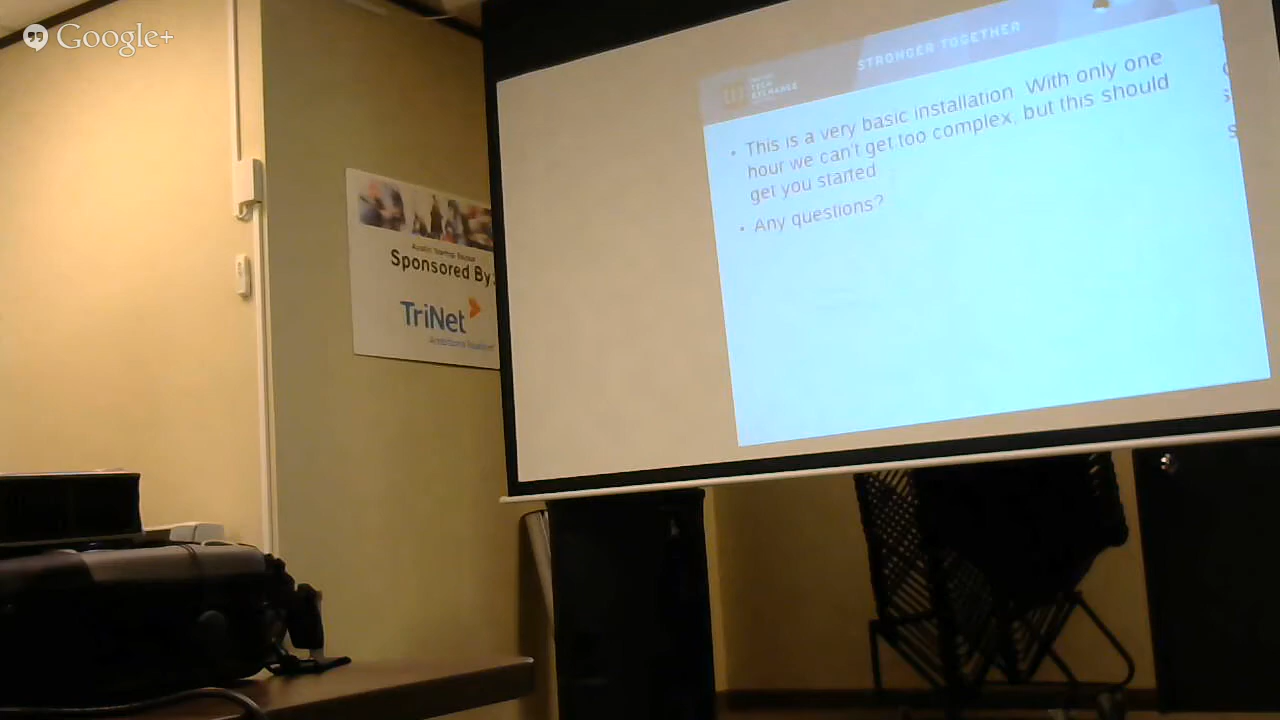 Google+
STRONGER TOGETHER
TECH
EXCHANGE
• This is a very basic installation. With only one
hour we can't get too complex, but this should
get you started
• Any questions?
Sponsored By:
TriNet